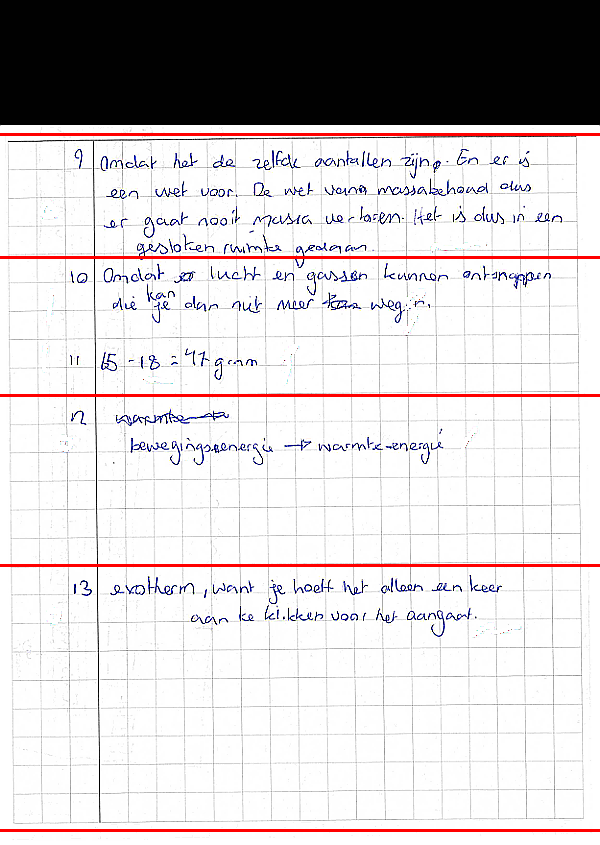 9 Omdat het de zelfde aantallen zijn. En er is
een wet voor. De wet van massabehoud dus
er gaat nooit massa verloren. Het is dus in een
gesloten ruimte gedaan.
10 Omdat lucht en gassen kunnen ontsnappen
die kan je dan niet meer weg
11 65 - 18 = 47 gram
12 warmte
bewegingsenergie → warmte-energie
13 exotherm, want je hoeft het alleen een keer
aan te klikken voor het aangaat.